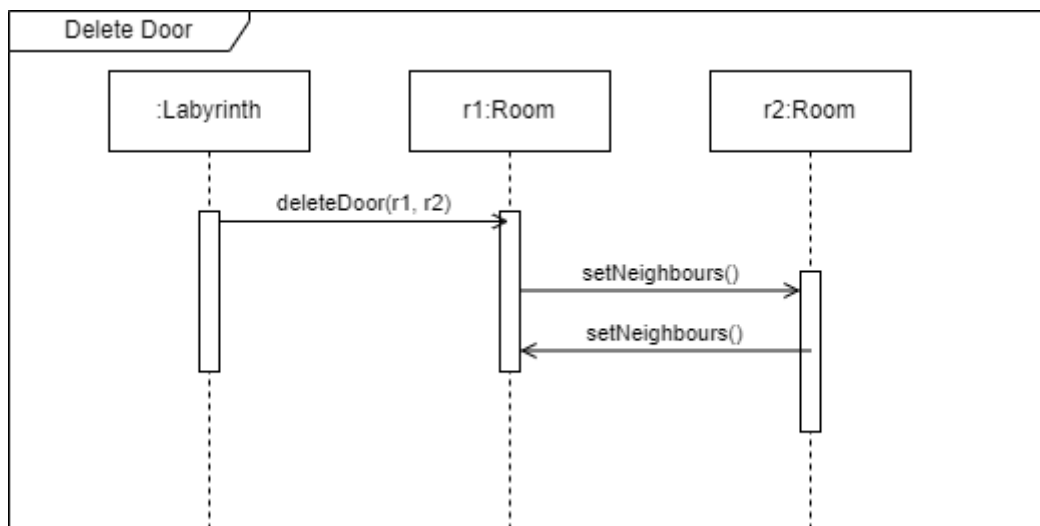 Delete Door
:Labyrinth
r1:Room
r2:Room
deleteDoor(r1, r2)
setNeighbours()
setNeighbours()